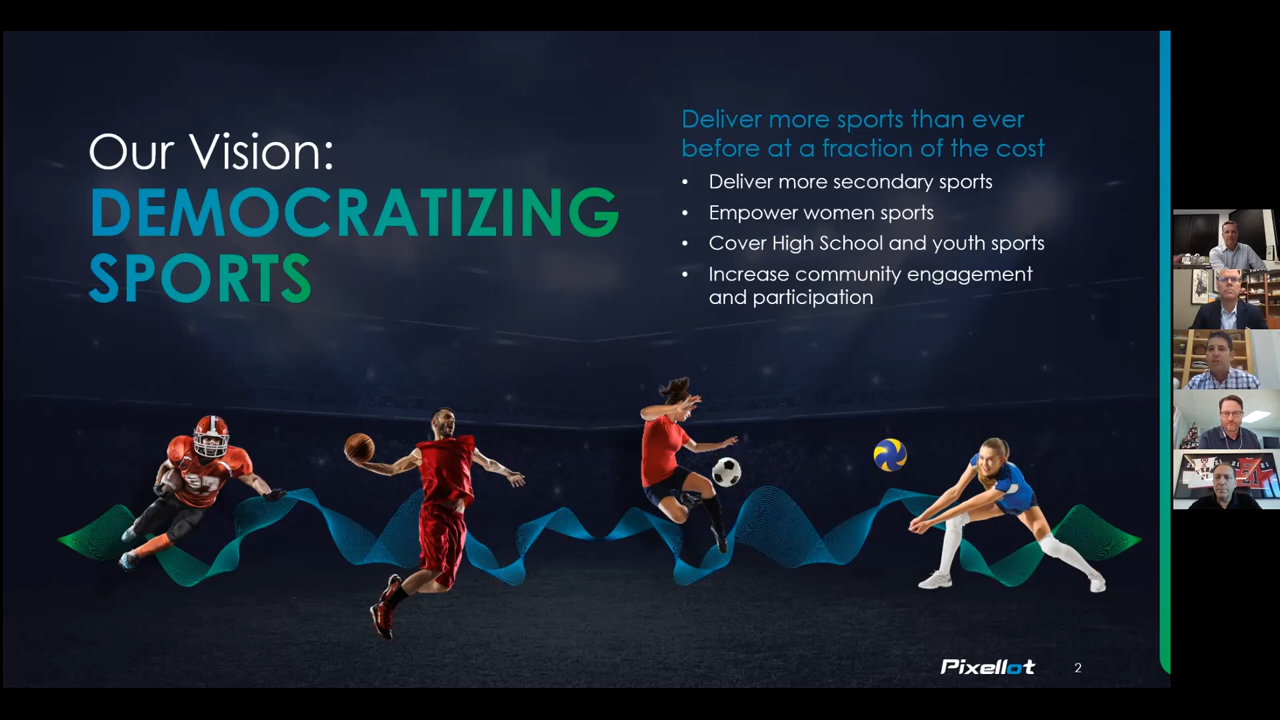 Our Vision:
DEMOCRATIZING
SPORTS
Deliver more sports than ever
before at a fraction of the cost
• Deliver more secondary sports
• Empower women sports
• Cover High School and youth sports
• Increase community engagement
and participation
Pixellot
2